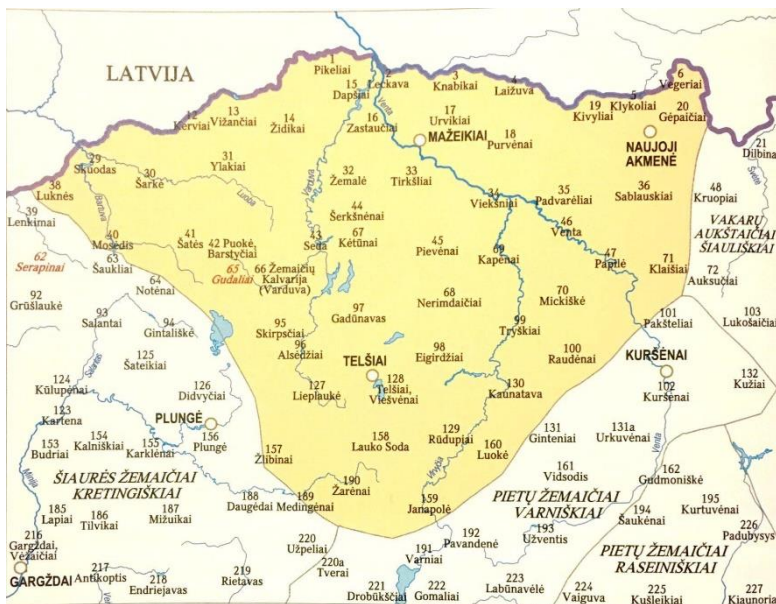 LATVIJA
1
Pikeliai
2
Leckava
3
Knabikai
4
Laižuva
5
Klykoliai
6
Vegeriai
15
Dapšiai
12
Kerviai
13
Vižančiai
14
Židikai
16
Zastaučiai
Venta
17
Urvikiai
MAŽEIKIAI
18
Purvėnai
19
Kivyliai
20
Gėpaičiai
NAUJOJI
AKMENĖ
21
Dilbinai
Švėtė
29
Skuodas
30
Šarkė
31
Ylakiai
Luoba
Varduva
32
Žemalė
33
Tirkšliai
34
Viekšniai
35
Padvarėliai
36
Sablauskiai
48
Kruopiai
VAKARŲ
AUKŠTAIČIAI
ŠIAULIŠKIAI
38
Luknės
39
Lenkimai
Bartuva
40
Mosėdis
41
Šatės
42 Puokė,
Barstyčiai
43
Seda
44
Šerkšnėnai
67
Kėtūnai
45
Pievėnai
46
Venta
47
Papilė
69
Kapėnai
71
Klaišiai
72
Auksučiai
62
Serapinai
63
Šaukliai
64
Notėnai
65
Gudaliai
66 Žemaičių
Kalvarija
(Varduva)
68
Nerimdaičiai
70
Mickiškė
92
Grūšlaukė
93
Salantai
94
Gintališkė
95
Skirpsčiai
96
Alsėdžiai
97
Gadūnavas
98
Eigirdžiai
99
Tryškiai
100
Raudėnai
101
Pakšteliai
102
Kuršėnai
KURŠĖNAI
Lukošaičiai
132
Kužiai
Salantas
124
Kūlupėnai
125
Šateikiai
126
Didvyčiai
127
Lieplaukė
TELŠIAI
128
Telšiai,
Viešvėnai
130
Kaunatava
123
Kartena
PLUNGĖ
153
Budriai
154
Kalniškiai
155
Karklėnai
156
Plungė
157
Žlibinai
158
Lauko Soda
129
Rūdupiai
160
Luokė
131
Ginteniai
131a
Urkuvėnai
Venta
Minija
ŠIAURĖS ŽEMAIČIAI
KRETINGIŠKIAI
Virvyčia
161
Vidsodis
162
Gudmoniškė
185
Lapiai
186
Tilvikai
187
Mižuikai
188
Daugėdai
189
Medingėnai
190
Žarėnai
159
Janapolė
PIETŲ ŽEMAIČIAI
VARNIŠKIAI
194
Šaukėnai
195
Kurtuvėnai
216
Gargždai,
Vėžaičiai
GARGŽDAI
217
Antkoptis
218
Endriejavas
219
Rietavas
220
Užpeliai
220a
Tverai
191
Varniai
192
Pavandenė
193
Užventis
PIETŲ ŽEMAIČIAI
RASEINIŠKIAI
226
Padubysys
221
Drobūkščiai
222
Gomaliai
223
Labūnavėlė
224
Vaiguva
225
Kušleikiai
227
Kiaunoriai